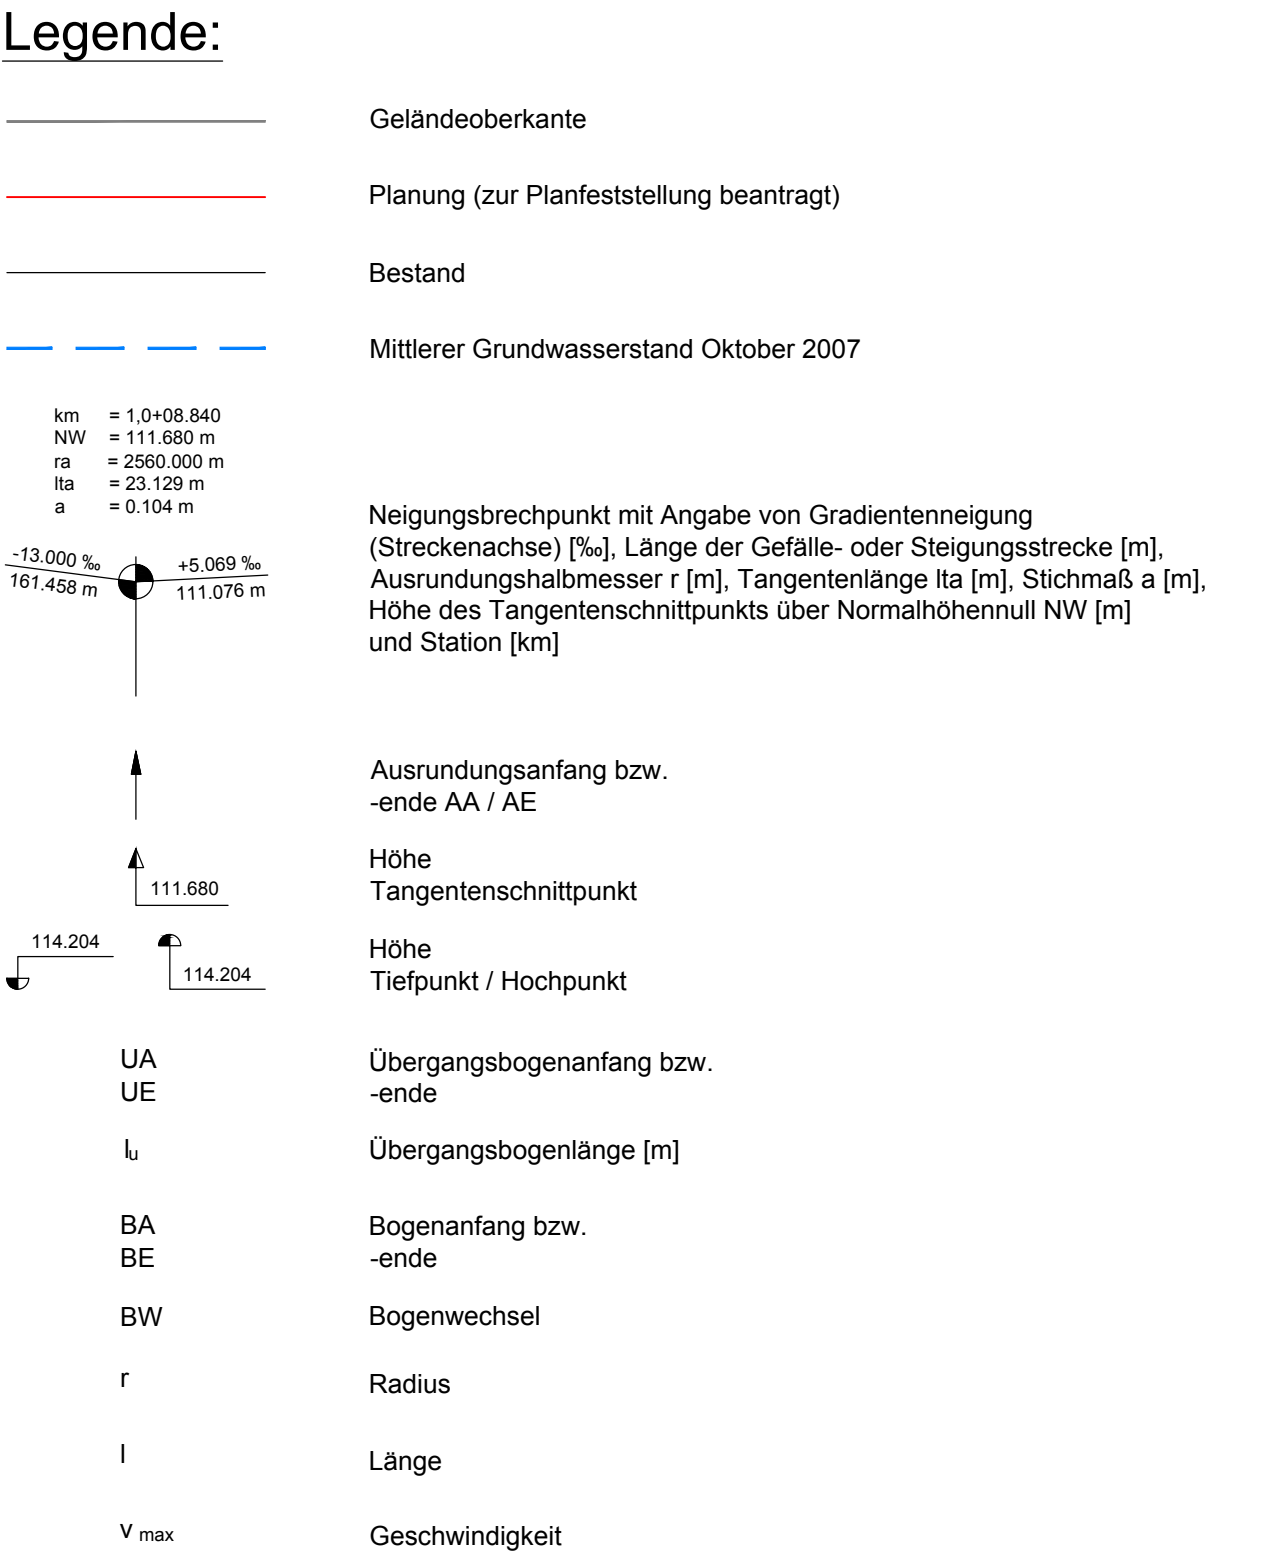 Legende:
Geländeoberkante
Planung (zur Planfeststellung beantragt)
Bestand
Mittlerer Grundwasserstand Oktober 2007
km = 1,0+08.840
NW = 111.680 m
ra = 2560.000 m
lta = 23.129 m
a = 0.104 m
-13.000 ‰
161.458 m
+5.069 ‰
111.076 m
Neigungsbrechpunkt mit Angabe von Gradientenneigung
(Streckenachse) [‰], Länge der Gefälle- oder Steigungsstrecke [m],
Ausrundungshalbmesser r [m], Tangentenlänge lta [m], Stichmaß a [m],
Höhe des Tangentenschnittpunkts über Normalhöhennull NW [m]
und Station [km]
Ausrundungsanfang bzw.
-ende AA / AE
111.680
Höhe
Tangentenschnittpunkt
114.204
114.204
Höhe
Tiefpunkt / Hochpunkt
UA
UE
Übergangsbogenanfang bzw.
-ende
lu
Übergangsbogenlänge [m]
BA
BE
Bogenanfang bzw.
-ende
BW
Bogenwechsel
r
Radius
l
Länge
v max
Geschwindigkeit